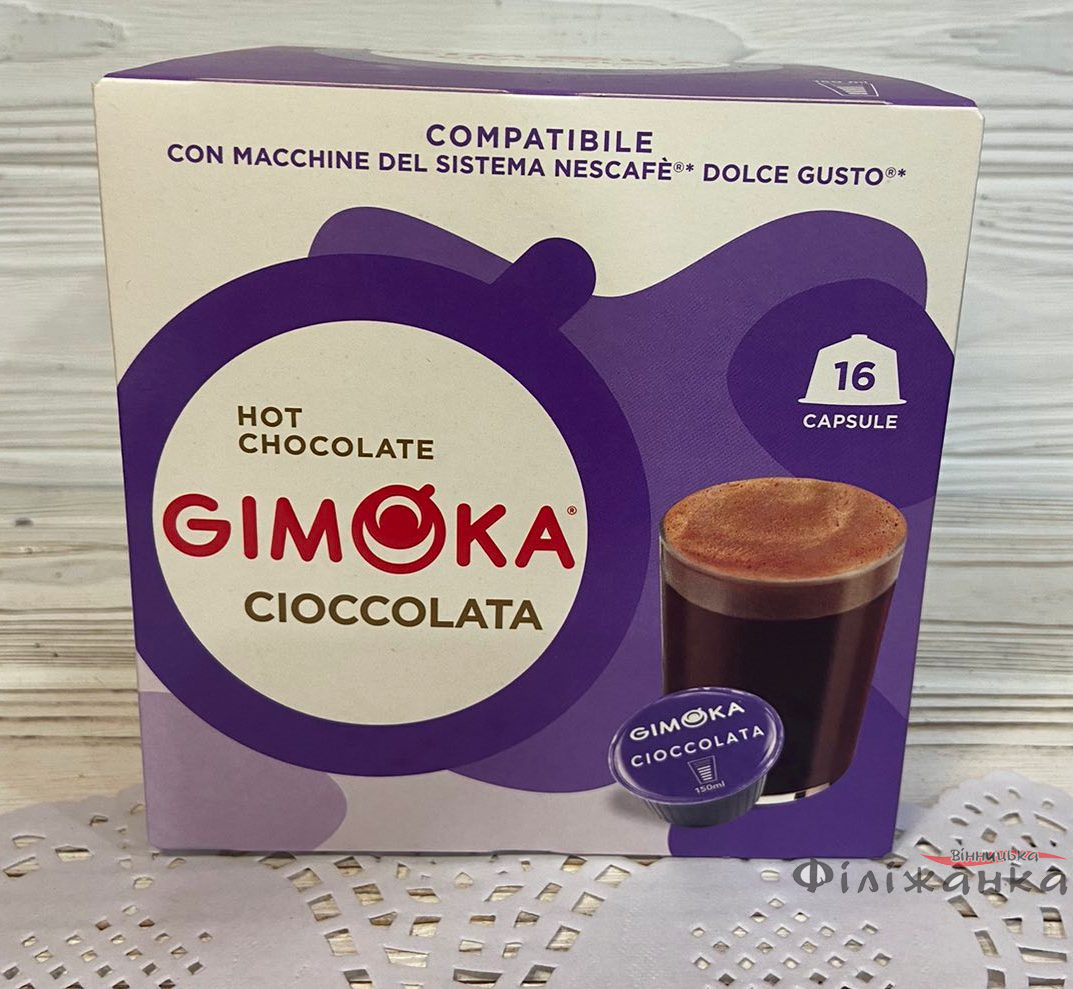 COMPATIBILE
CON MACCHINE DEL SISTEMA NESCAFÈ®* DOLCE GUSTO®*
16
CAPSULE
HOT
CHOCOLATE
GIMOKA®
CIOCCOLATA
GIMOKA
CIOCCOLATA
150ml
Вінницька
Філіжанка